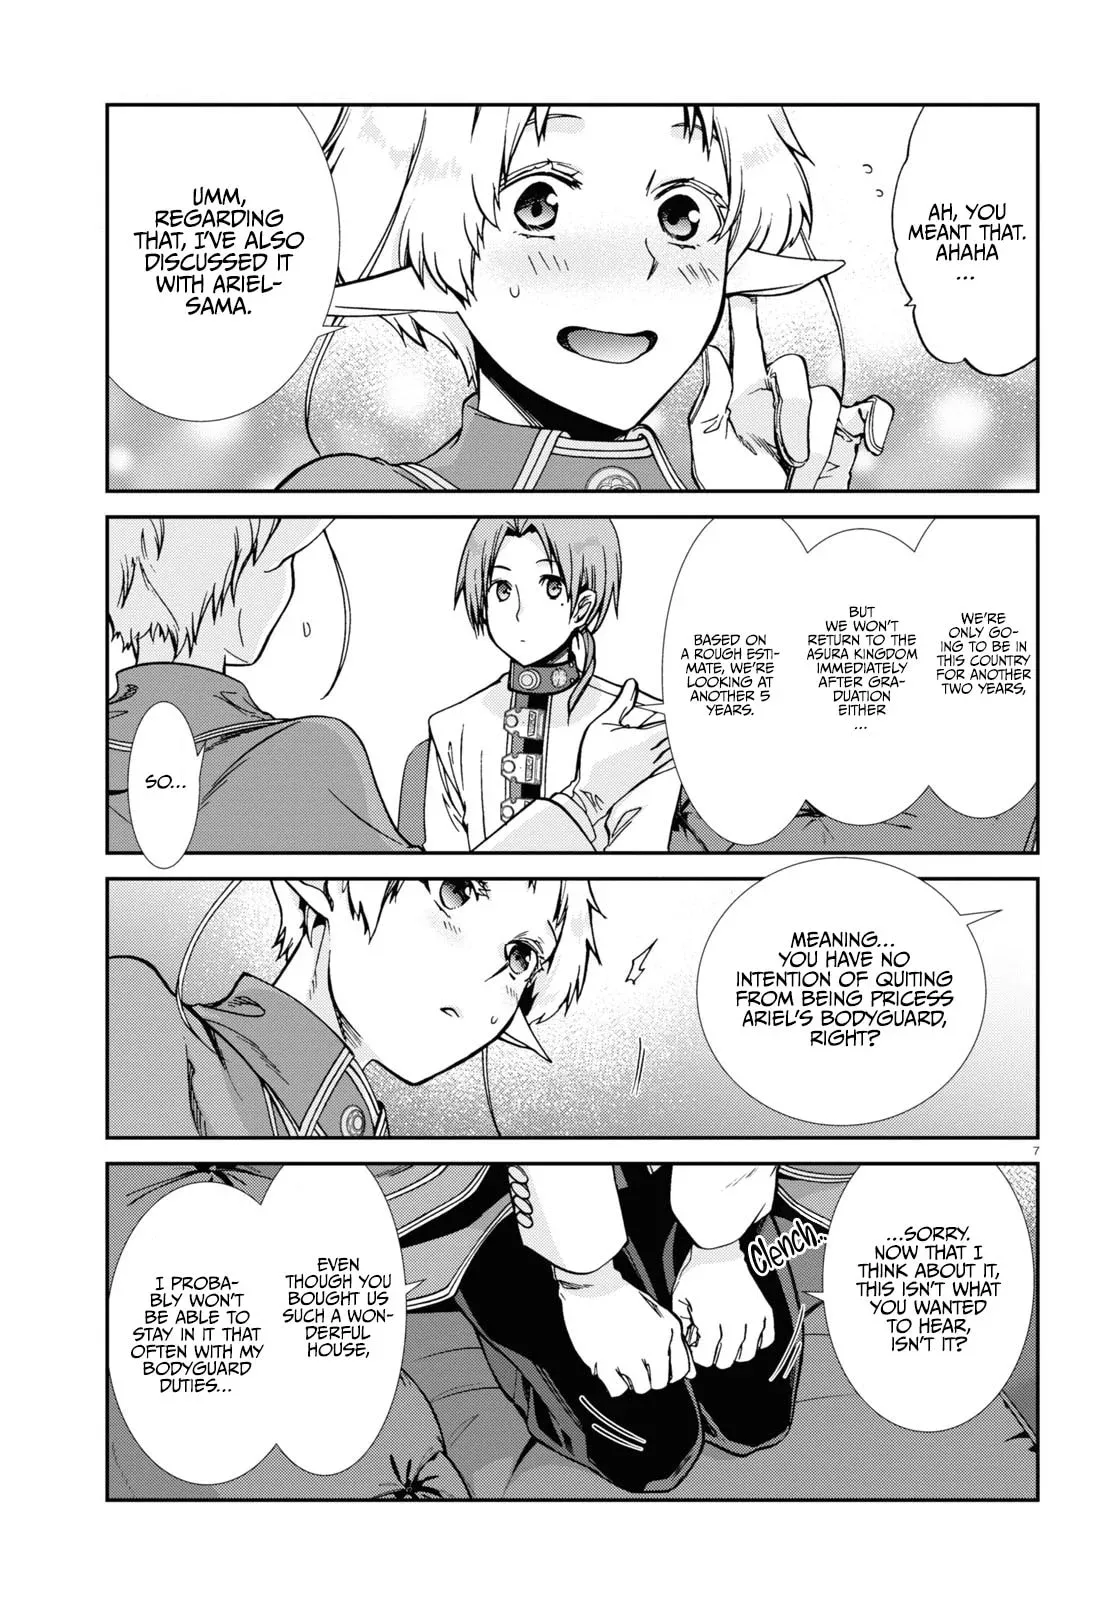 AH, YOU
MEANT THAT.
AHAHA
...
UMM,
REGARDING
THAT, I'VE ALSO
DISCUSSED IT
WITH ARIEL-
SAMA.
WE'RE
ONLY GO-
ING TO BE IN
THIS COUNTRY
FOR ANOTHER
TWO YEARS,
BUT
WE WON'T
RETURN TO THE
ASURA KINGDOM
IMMEDIATELY
AFTER GRA-
DUATION
EITHER
...
BASED ON
A ROUGH ESTI-
MATE, WE'RE
LOOKING AT
ANOTHER 5
YEARS.
SO...
MEANING...
YOU HAVE NO
INTENTION OF QUITING
FROM BEING PRICESS
ARIEL'S BODYGUARD,
RIGHT?
7
...SORRY.
NOW THAT I
THINK ABOUT IT,
THIS ISN'T WHAT
YOU WANTED
TO HEAR,
ISN'T IT?
Clench..
EVEN
THOUGH YOU
BOUGHT US
SUCH A WON-
DERFUL
HOUSE,
I PROBA-
BLY WON'T
BE ABLE TO
STAY IN IT THAT
OFTEN WITH MY
BODYGUARD
DUTIES...